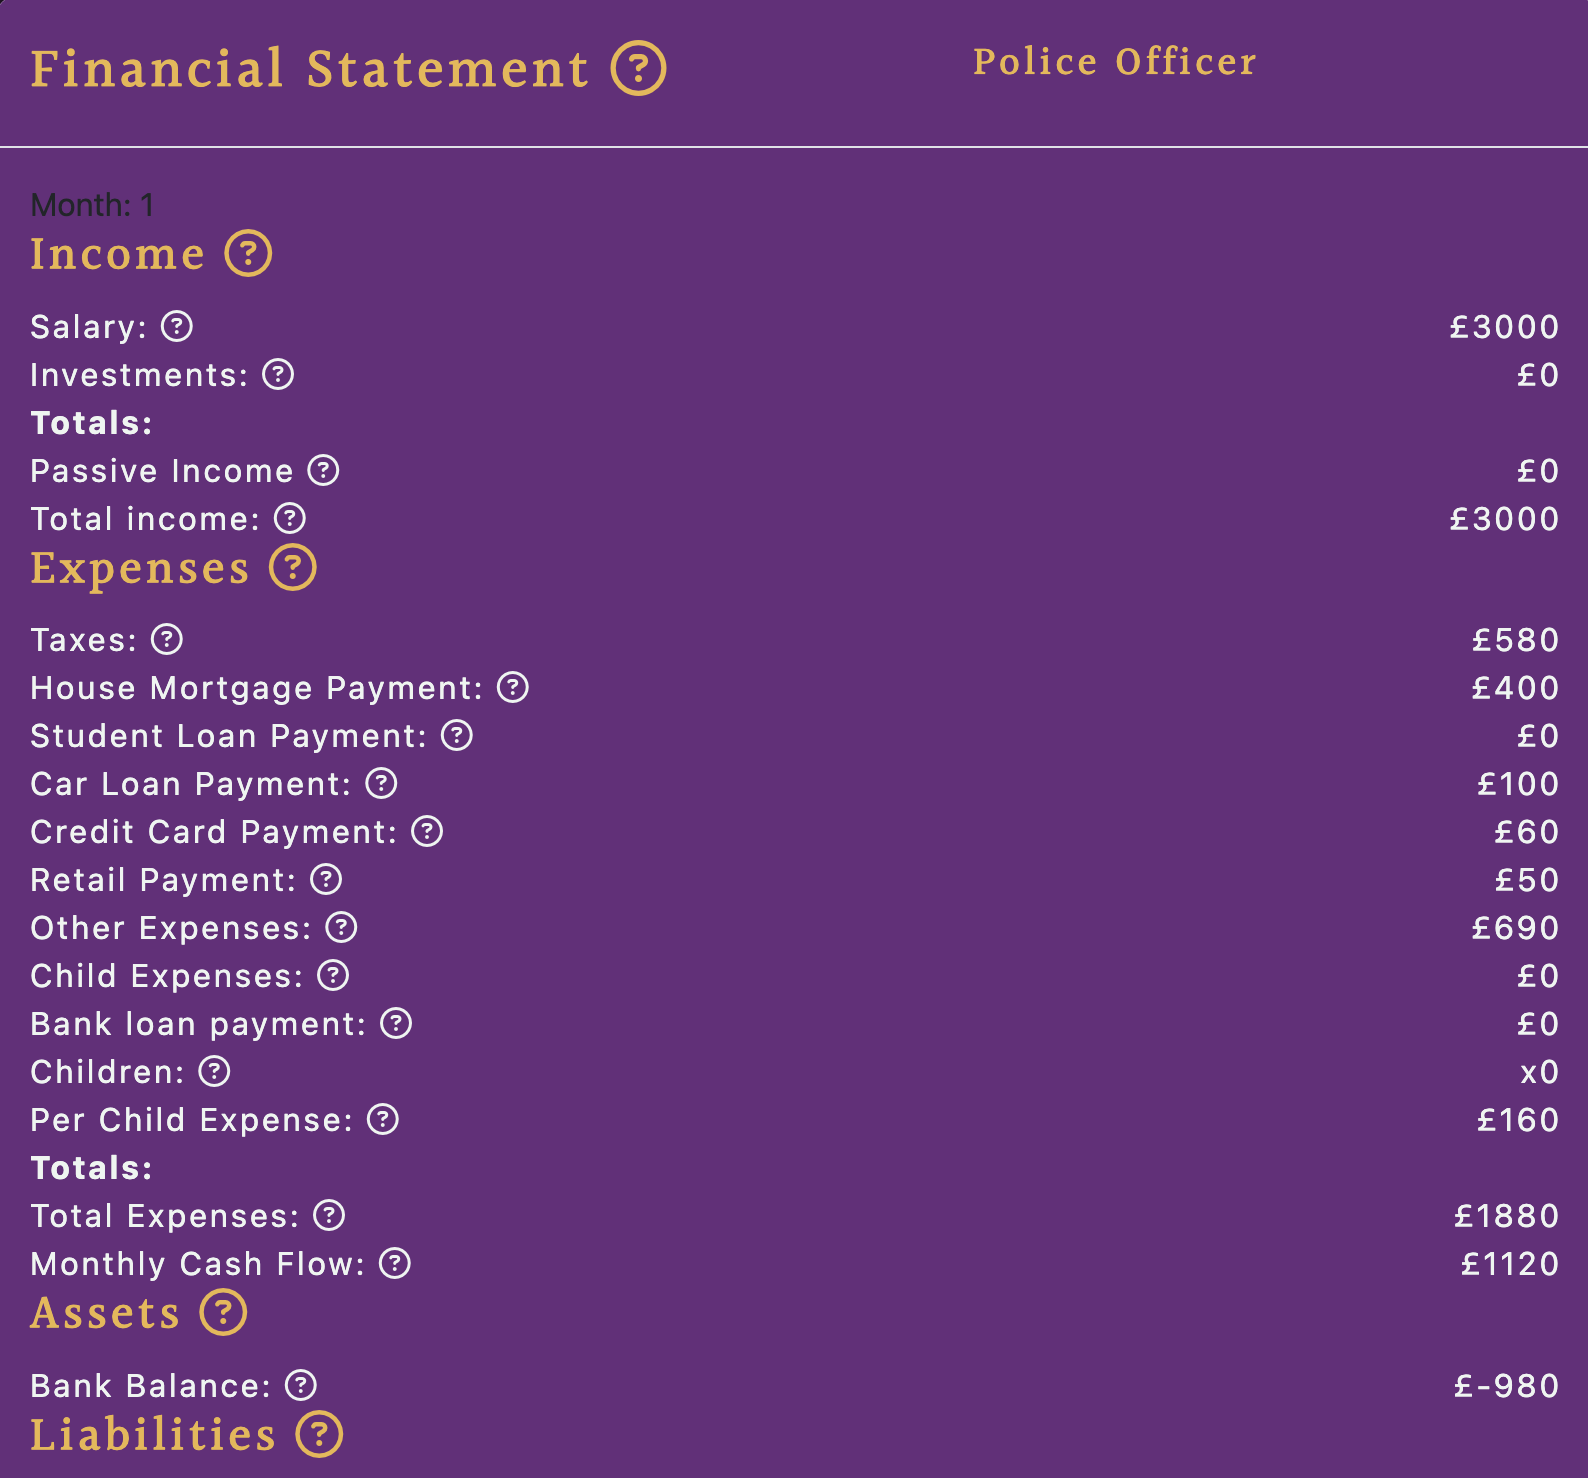 Financial Statement ?
Police Officer
Month: 1
Income ?
Salary: ? £3000
Investments: ? £0
Totals:
Passive Income ? £0
Total income: ? £3000
Expenses ?
Taxes: ? £580
House Mortgage Payment: ? £400
Student Loan Payment: ? £0
Car Loan Payment: ? £100
Credit Card Payment: ? £60
Retail Payment: ? £50
Other Expenses: ? £690
Child Expenses: ? £0
Bank loan payment: ? £0
Children: ? x0
Per Child Expense: ? £160
Totals:
Total Expenses: ? £1880
Monthly Cash Flow: ? £1120
Assets ?
Bank Balance: ? £-980
Liabilities ?